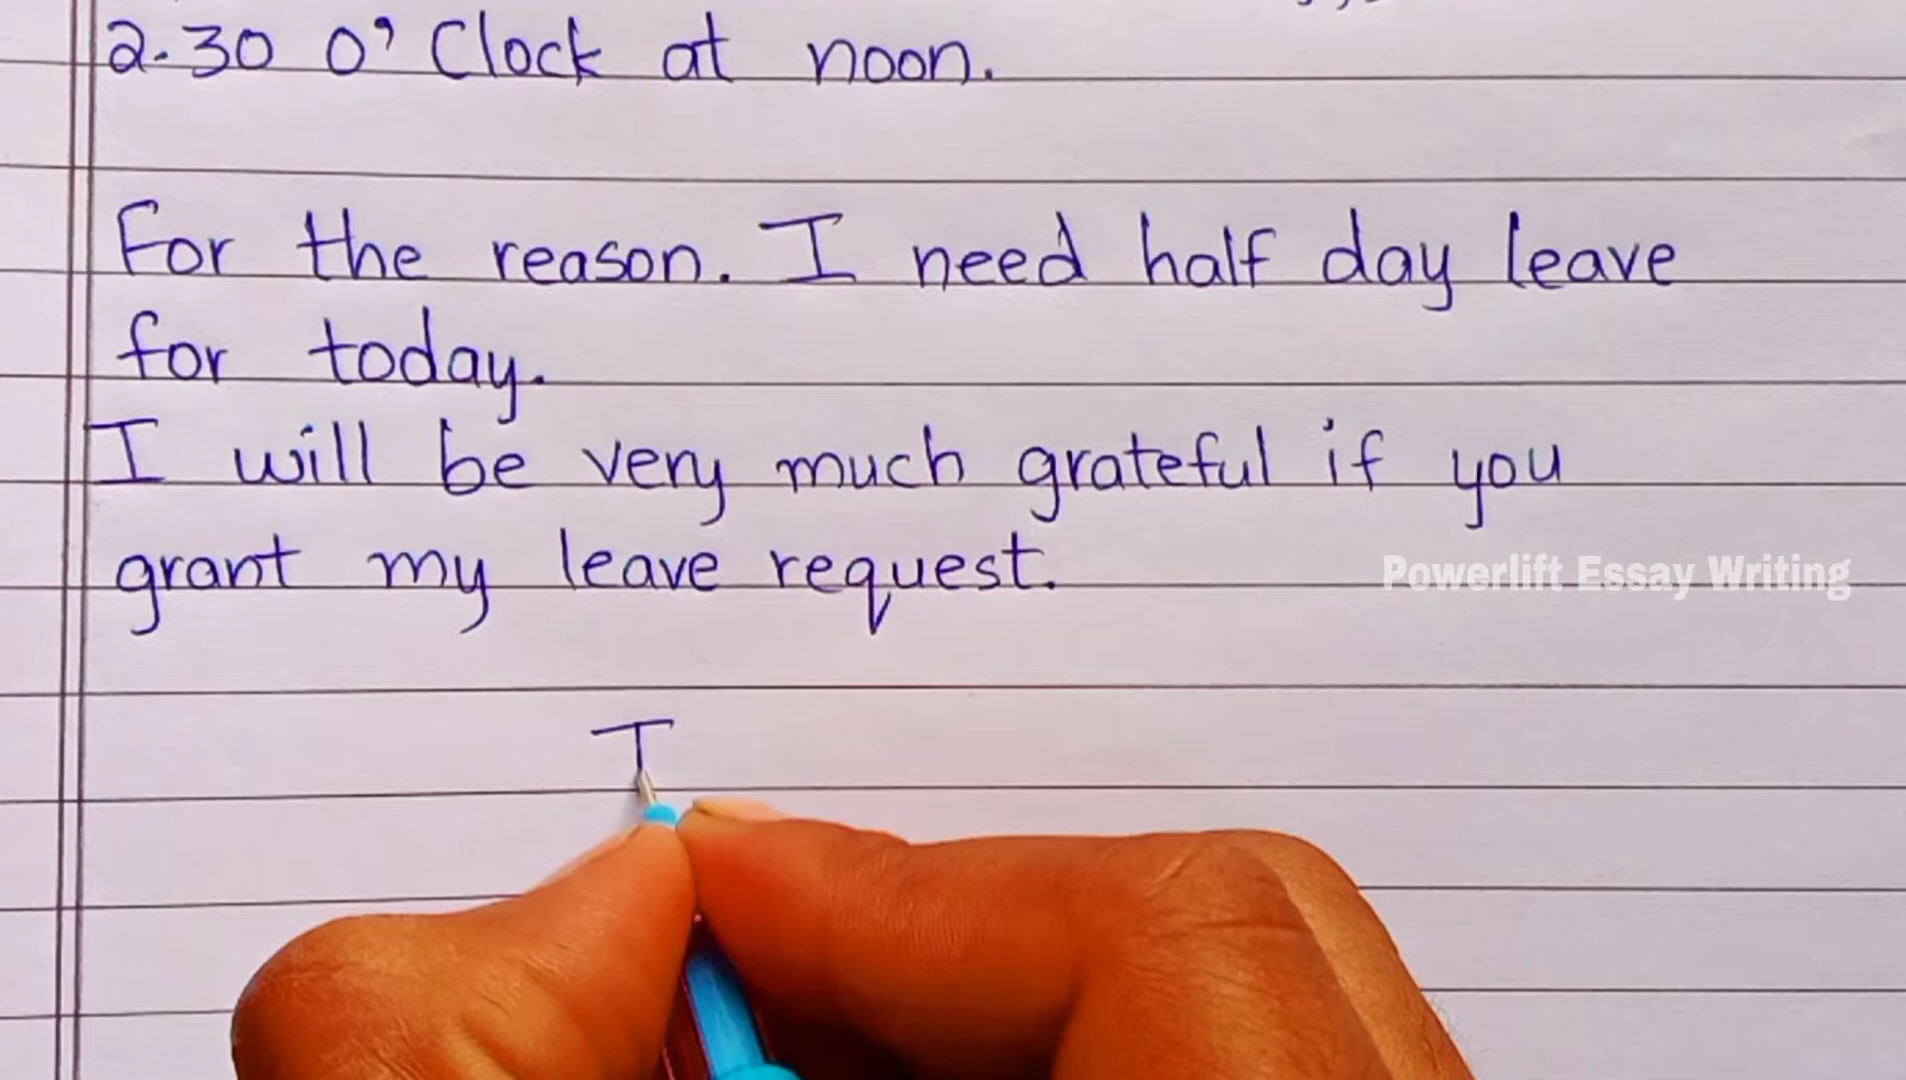 2.30 O' Clock at noon.
For the reason. I need half day leave
for today.
I will be very much grateful if you
grant my leave request.
Powerlift Essay Writing
T